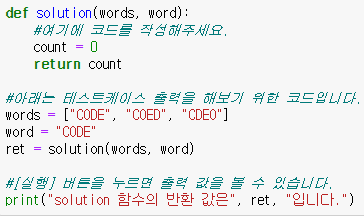 def solution(words, word):
    #여기에 코드를 작성해주세요.
    count = 0
    return count

#아래는 테스트케이스 출력을 해보기 위한 코드입니다.
words = ["CODE", "COED", "CDEO"]
word = "CODE"
ret = solution(words, word)

#[실행] 버튼을 누르면 출력 값을 볼 수 있습니다.
print("solution 함수의 반환 값은", ret, "입니다.")